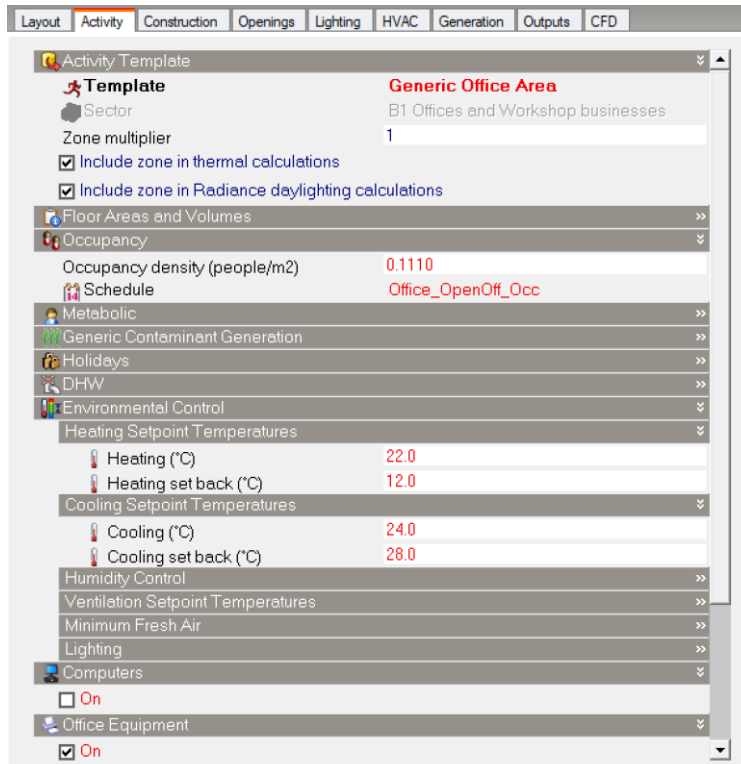 Layout Activity Construction Openings Lighting HVAC Generation Outputs CFD
Activity Template
Template Generic Office Area
Sector B1 Offices and Workshop businesses
Zone multiplier 1
Include zone in thermal calculations
Include zone in Radiance daylighting calculations
Floor Areas and Volumes
Occupancy
Occupancy density (people/m2) 0.1110
Schedule Office_OpenOff_Occ
Metabolic
Generic Contaminant Generation
Holidays
DHW
Environmental Control
Heating Setpoint Temperatures
Heating (°C) 22.0
Heating set back (°C) 12.0
Cooling Setpoint Temperatures
Cooling (°C) 24.0
Cooling set back (°C) 28.0
Humidity Control
Ventilation Setpoint Temperatures
Minimum Fresh Air
Lighting
Computers
On
Office Equipment
On